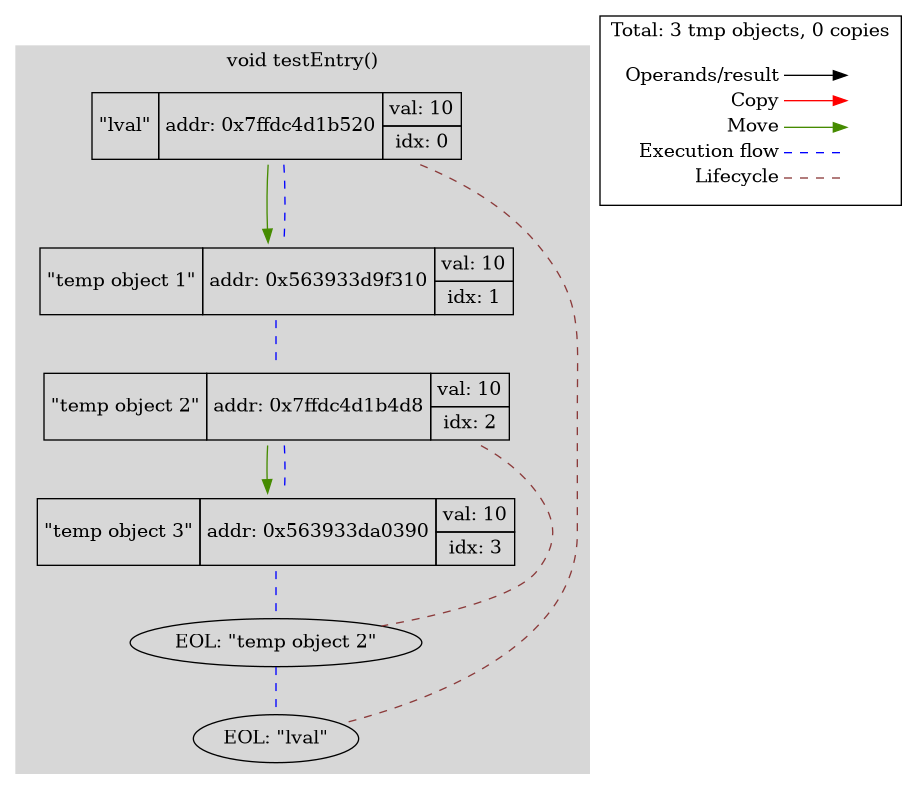 void testEntry()
"lval"
addr: 0x7ffdc4d1b520
val: 10
idx: 0
"temp object 1"
addr: 0x563933d9f310
val: 10
idx: 1
"temp object 2"
addr: 0x7ffdc4d1b4d8
val: 10
idx: 2
"temp object 3"
addr: 0x563933da0390
val: 10
idx: 3
EOL: "temp object 2"
EOL: "lval"
Total: 3 tmp objects, 0 copies
Operands/result
Copy
Move
Execution flow
Lifecycle